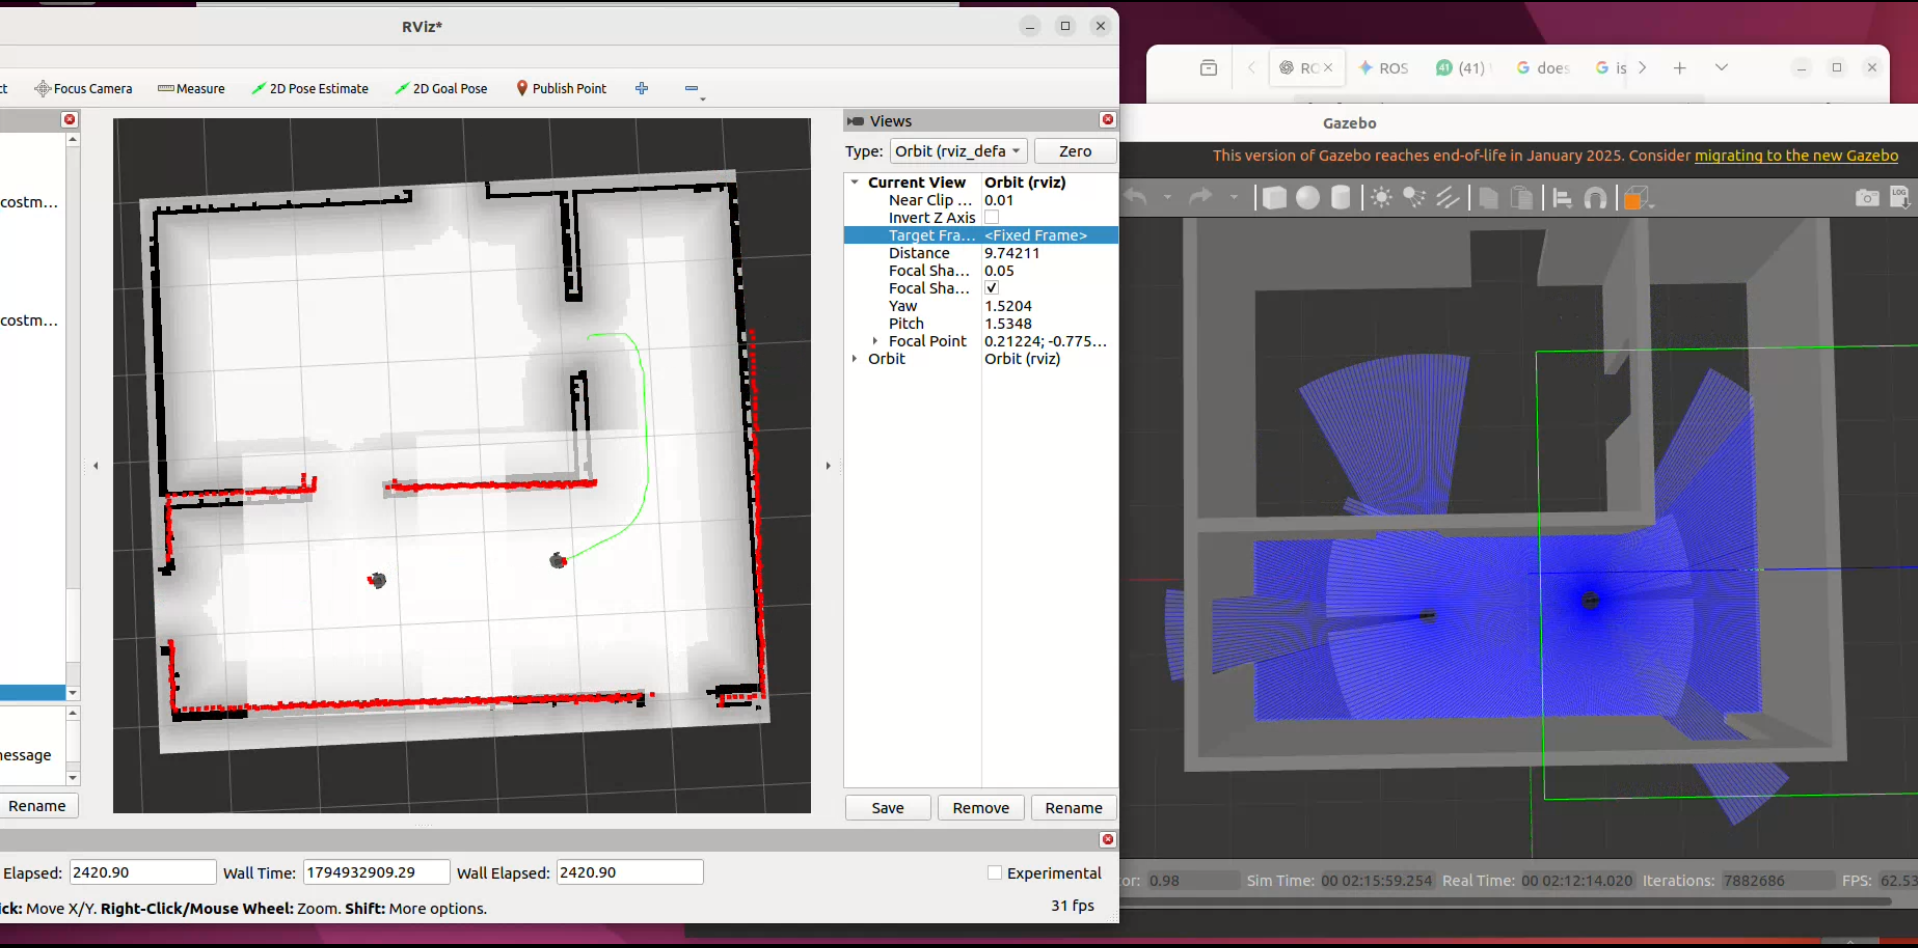 RViz*
ct
Focus Camera
Measure
2D Pose Estimate
2D Goal Pose
Publish Point
costm...
costm...
nessage
Rename
Views
Type:
Orbit (rviz_defa
Zero
Current View
Orbit (rviz)
Near Clip ...
0.01
Invert Z Axis
Target Fra...
<Fixed Frame>
Distance
9.74211
Focal Sha...
0.05
Focal Sha...
Yaw
1.5204
Pitch
1.5348
Focal Point
0.21224; -0.775...
Orbit
Orbit (rviz)
Save
Remove
Rename
Elapsed:
2420.90
Wall Time:
1794932909.29
Wall Elapsed:
2420.90
Experimental
ick: Move X/Y. Right-Click/Mouse Wheel: Zoom. Shift: More options.
31 fps
RO
ROS
41
(41)
does
is
Gazebo
This version of Gazebo reaches end-of-life in January 2025. Consider migrating to the new Gazebo
LOG
tor:
0.98
Sim Time:
00 02:15:59.254
Real Time:
00 02:12:14.020
Iterations:
7882686
FPS:
62.53